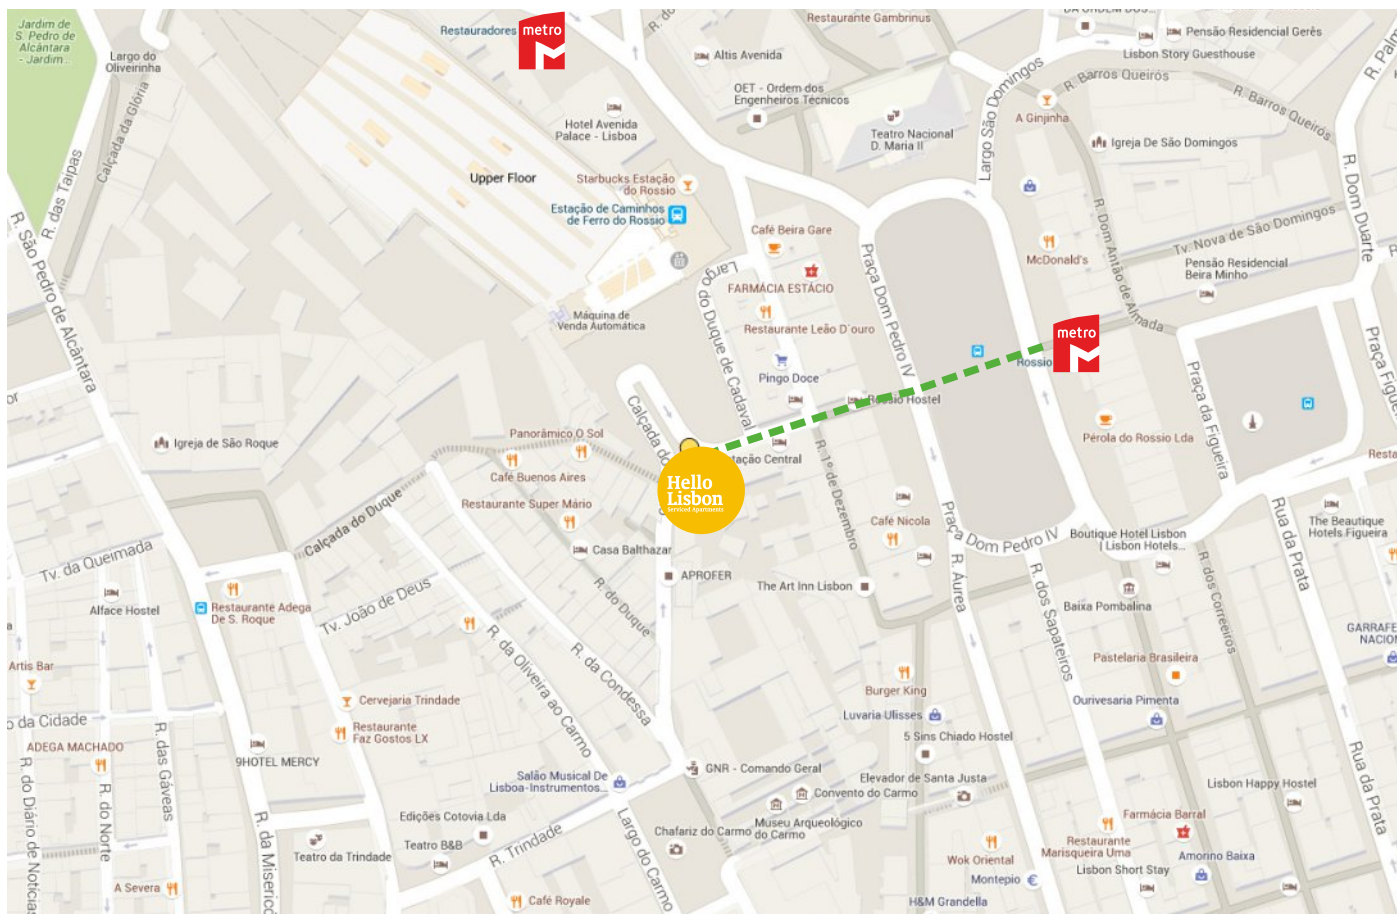 Jardim de
S. Pedro de
Alcântara
- Jardim...
Largo do
Oliveirinha
Calçada da Glória
R. das Taipas
R. São Pedro de Alcântara
Restauradores
metro
Upper Floor
Hotel Avenida
Palace - Lisboa
Starbucks Estação
do Rossio
Estação de Caminhos
de Ferro do Rossio
Máquina de
Venda Automática
Restaurante Gambrinus
Altis Avenida
OET - Ordem dos
Engenheiros Técnicos
Teatro Nacional
D. Maria II
Largo São Domingos
Pensão Residencial Gerês
Lisbon Story Guesthouse
R. Barros Queirós
R. Barros Queirós
A Ginjinha
Igreja De São Domingos
R. Dom Duarte
R. Dom Antão de Almada
Tv. Nova de São Domingos
McDonald's
Pensão Residencial
Beira Minho
Café Beira Gare
FARMÁCIA ESTÁCIO
Restaurante Leão D´ouro
Largo do Duque de Cadaval
Pingo Doce
Praça Dom Pedro IV
Rossio
metro
Rossio Hostel
Praça da Figueira
Pérola do Rossio Lda
Igreja de São Roque
Panorâmico O Sol
Café Buenos Aires
Restaurante Super Mário
Calçada do
Hello
Lisbon
Serviced Apartments
tação Central
R. 1º de Dezembro
Café Nicola
Praça Dom Pedro IV
Boutique Hotel Lisbon
| Lisbon Hotels...
The Beautique
Hotels Figueira
Rua da Prata
Calçada do Duque
Casa Balthazar
APROFER
The Art Inn Lisbon
R. Áurea
R. dos Sapateiros
Baixa Pombalina
R. dos Correeiros
Tv. da Queimada
Alface Hostel
Restaurante Adega
De S. Roque
Tv. João de Deus
R. do Duque
R. da Oliveira ao Carmo
R. da Condessa
Artis Bar
o da Cidade
ADEGA MACHADO
R. das Gáveas
Cervejaria Trindade
Restaurante
Faz Gostos LX
9HOTEL MERCY
Burger King
Luvaria Ulisses
5 Sins Chiado Hostel
Pastelaria Brasileira
Ourivesaria Pimenta
GNR - Comando Geral
Salão Musical De
Lisboa-Instrumentos...
Elevador de Santa Justa
Convento do Carmo
Museu Arqueológico
do Carmo
Chafariz do Carmo
Lisbon Happy Hostel
Rua da Prata
Edições Cotovia Lda
Teatro B&B
Teatro da Trindade
R. Trindade
Largo do Carmo
R. do Diário de Notícias
R. do Norte
A Severa
Café Royale
Wok Oriental
Montepio
H&M Grandella
Farmácia Barral
Restaurante
Marisqueira Uma
Lisbon Short Stay
Amorino Baixa